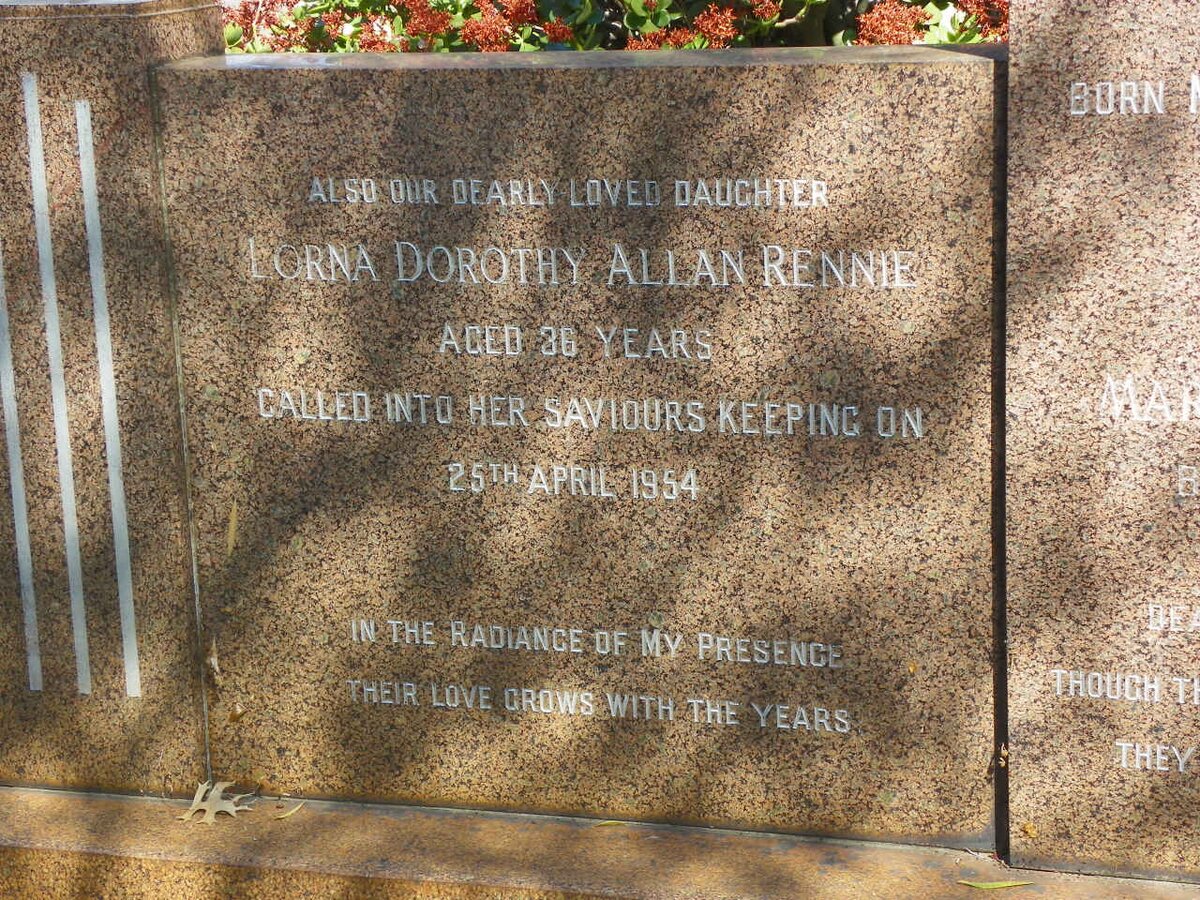 ALSO OUR DEARLY LOVED DAUGHTER
LORNA DOROTHY ALLAN RENNIE
AGED 36 YEARS
CALLED INTO HER SAVIOURS KEEPING ON
25TH APRIL 1954
IN THE RADIANCE OF MY PRESENCE
THEIR LOVE GROWS WITH THE YEARS.
BORN
THOUGH
THEY